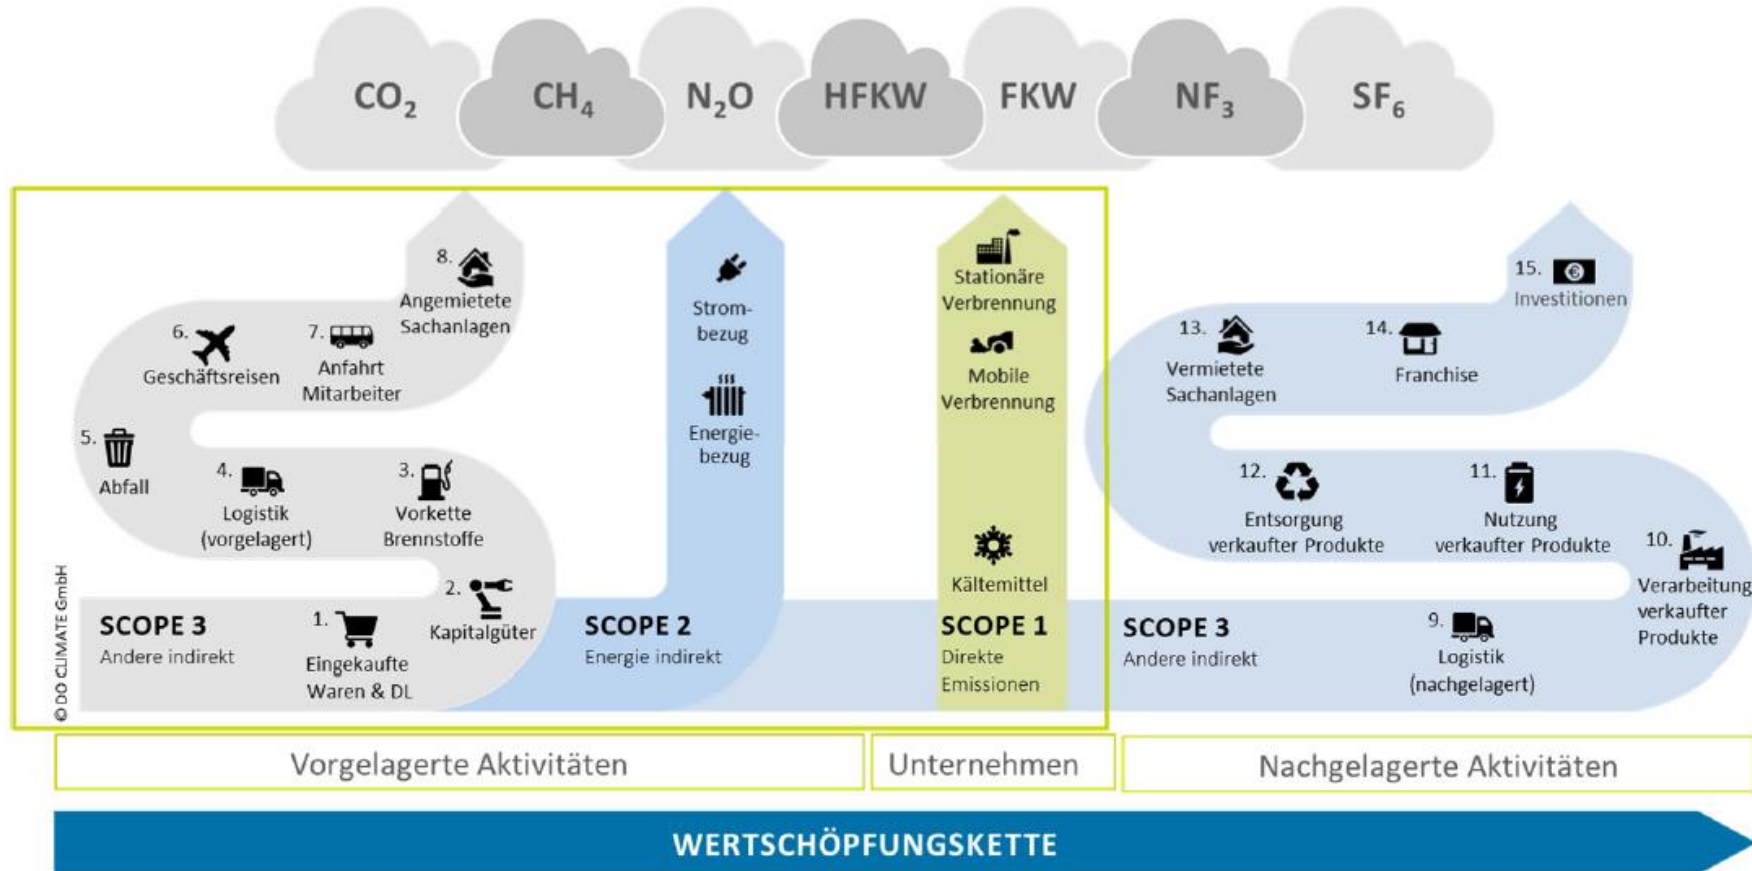 CO₂
CH₄
N₂O
HFKW
FKW
NF₃
SF₆
8.
Angemietete
Sachanlagen
6.
Geschäftsreisen
7.
Anfahrt
Mitarbeiter
5.
Abfall
4.
Logistik
(vorgelagert)
3.
Vorkette
Brennstoffe
2.
Kapitalgüter
SCOPE 3
Andere indirekt
1.
Eingekaufte
Waren & DL
© DO CLIMATE GmbH
Strom-
bezug
Energie-
bezug
SCOPE 2
Energie indirekt
Stationäre
Verbrennung
Mobile
Verbrennung
Kältemittel
SCOPE 1
Direkte
Emissionen
15.
Investitionen
13.
Vermietete
Sachanlagen
14.
Franchise
12.
Entsorgung
verkaufter Produkte
11.
Nutzung
verkaufter Produkte
10.
Verarbeitung
verkaufter
Produkte
SCOPE 3
Andere indirekt
9.
Logistik
(nachgelagert)
Vorgelagerte Aktivitäten
Unternehmen
Nachgelagerte Aktivitäten
WERTSCHÖPFUNGSKETTE